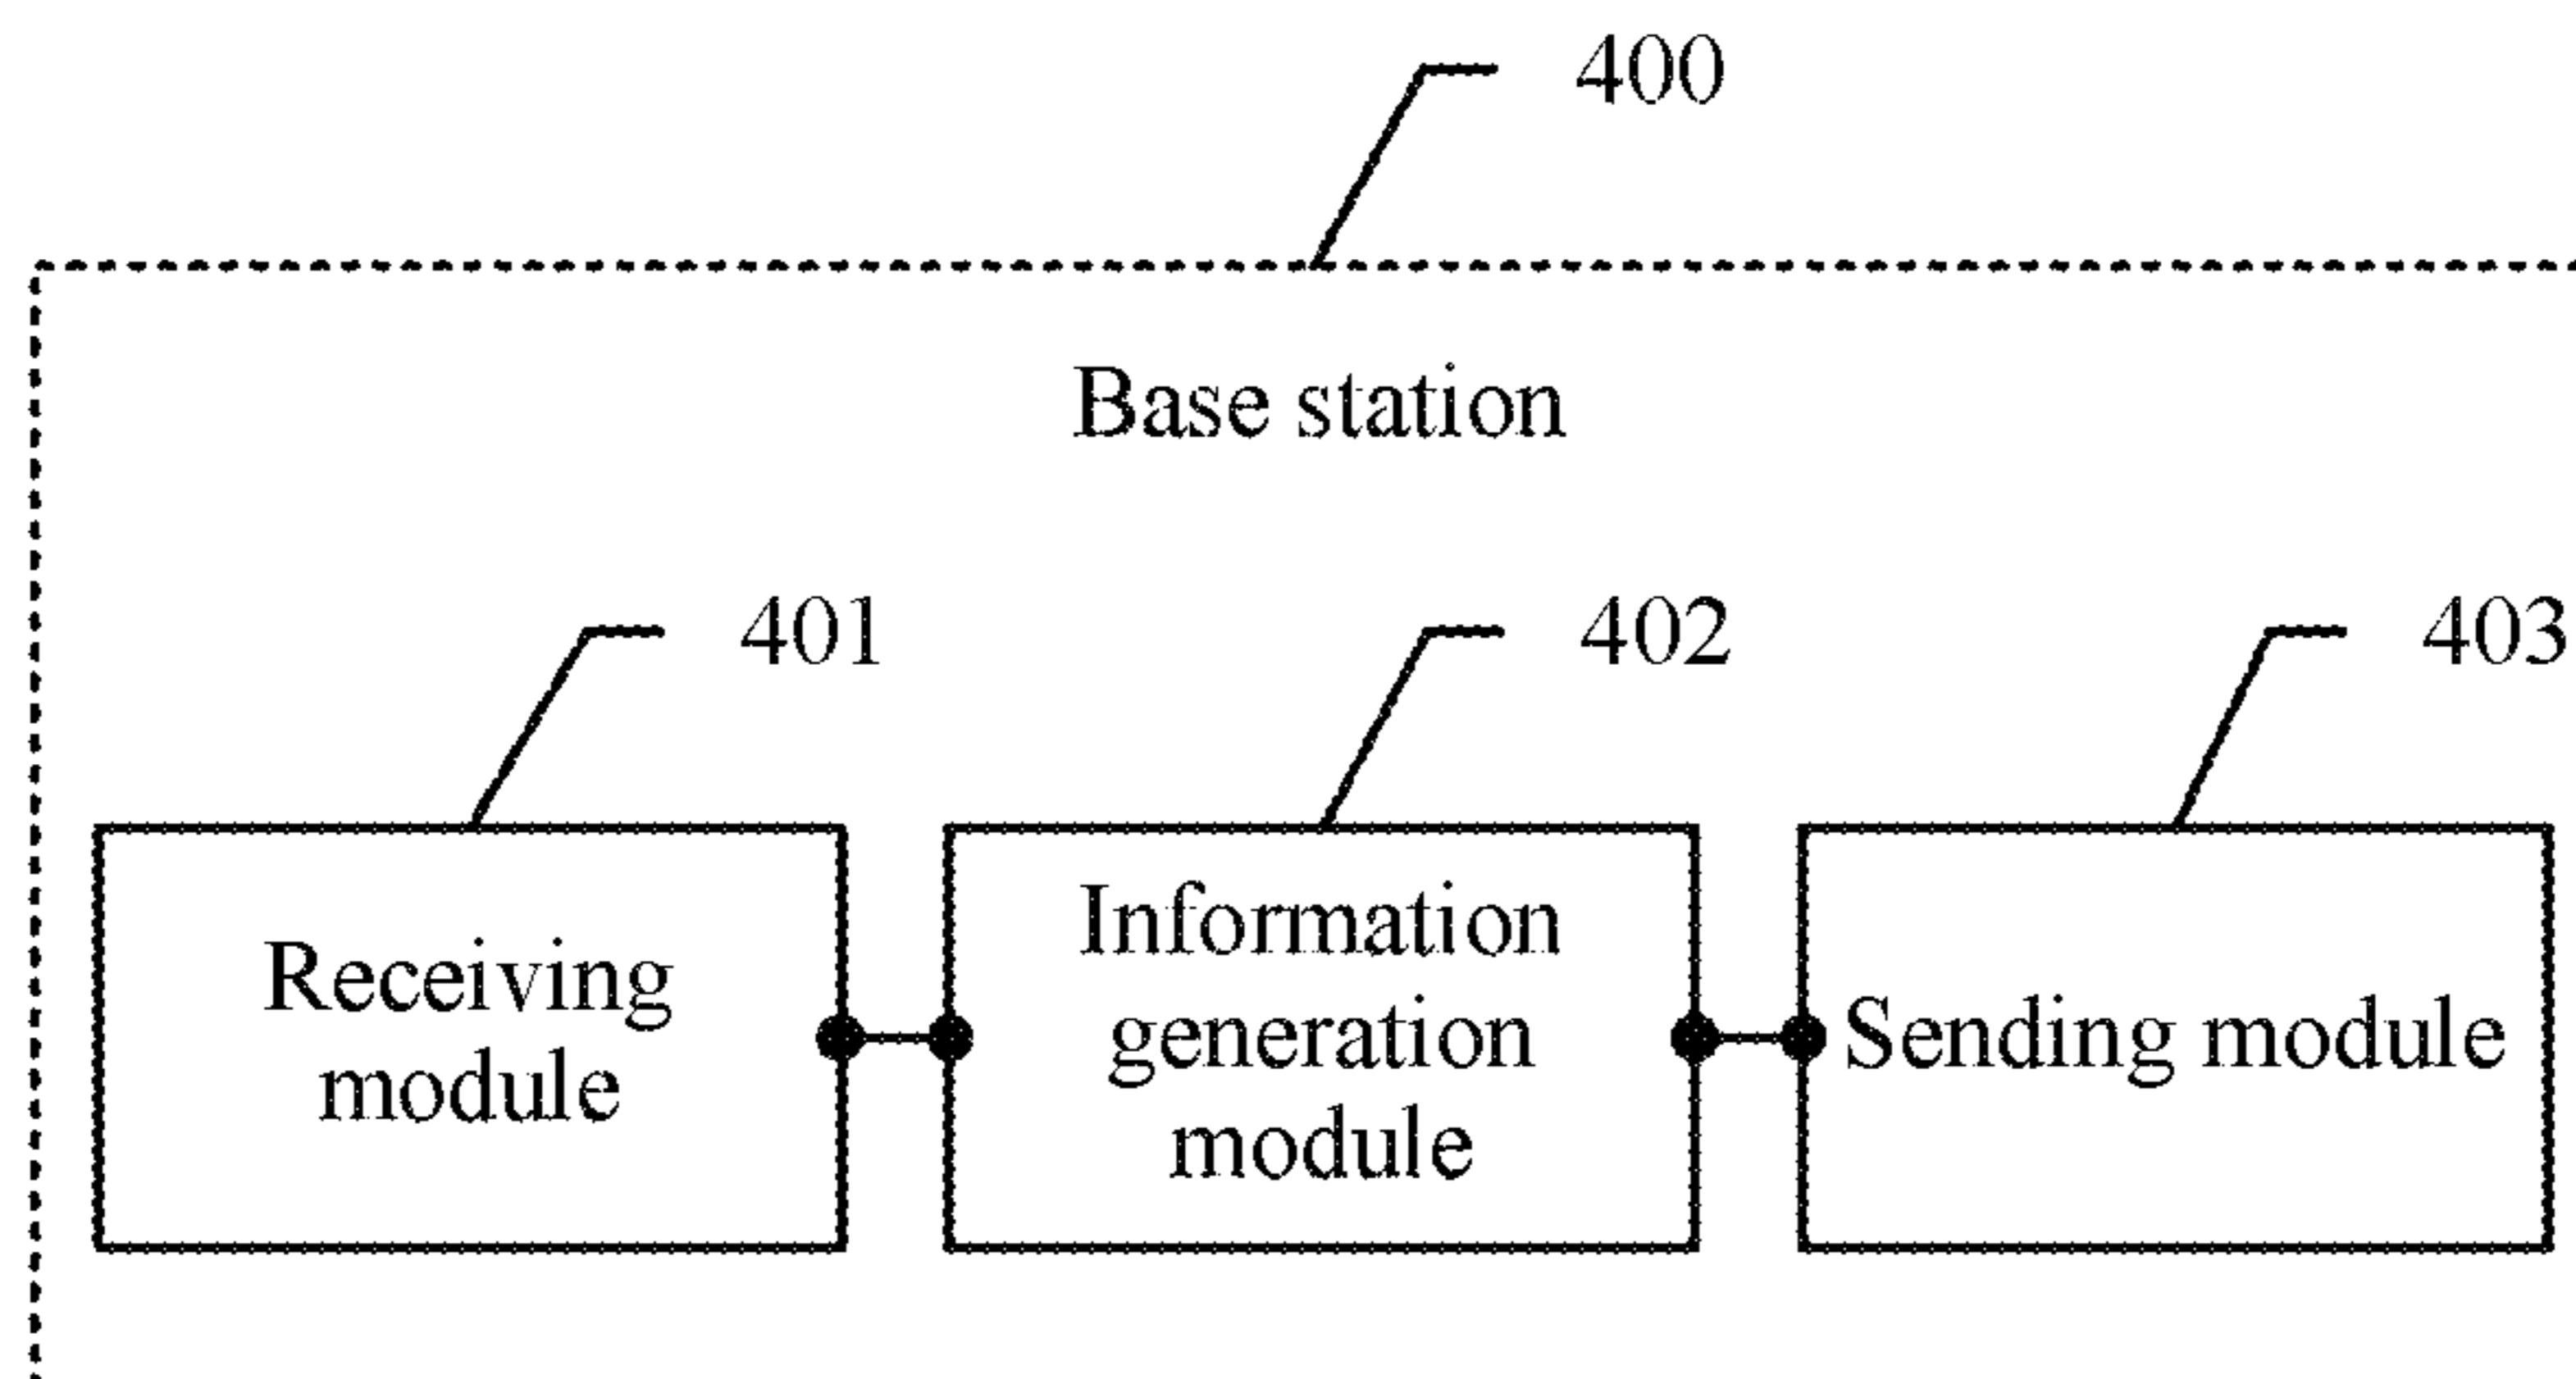 400
Base station
401
402
403
Receiving
module
Information
generation
module
Sending module